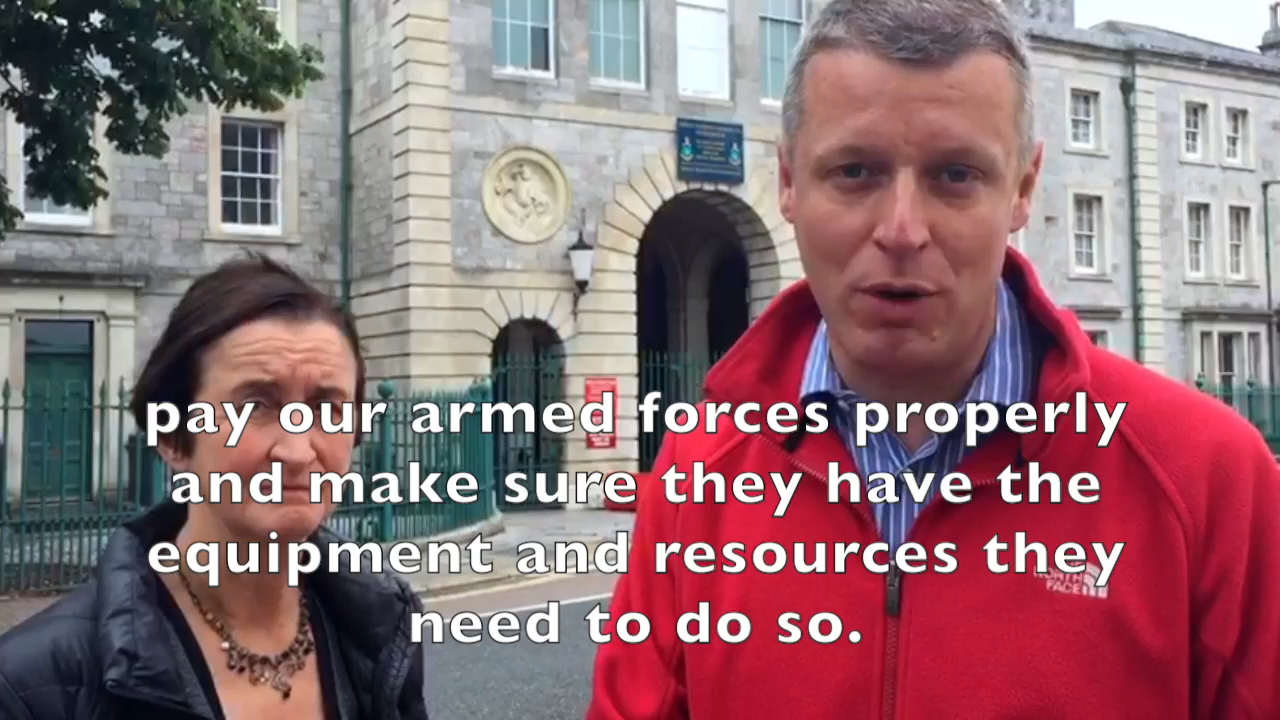 pay our armed forces properly
and make sure they have the
equipment and resources they
need to do so.
NORTH
FACE